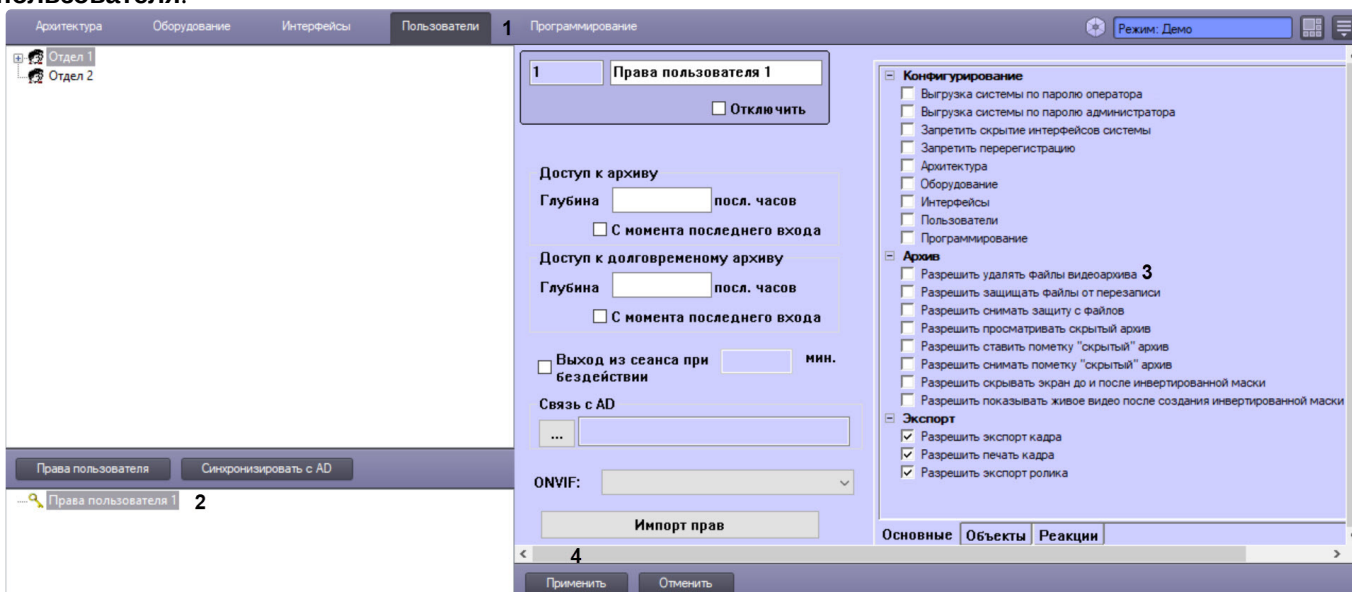 пользователя.
Архитектура Оборудование Интерфейсы Пользователи 1 Программирование Режим: Демо
Отдел 1
Отдел 2
1 Права пользователя 1
Отключить
Доступ к архиву
Глубина посл. часов
С момента последнего входа
Доступ к долговременому архиву
Глубина посл. часов
С момента последнего входа
Выход из сеанса при мин.
бездействии
Связь с AD
...
ONVIF:
Импорт прав
Конфигурирование
Выгрузка системы по паролю оператора
Выгрузка системы по паролю администратора
Запретить скрытие интерфейсов системы
Запретить перерегистрацию
Архитектура
Оборудование
Интерфейсы
Пользователи
Программирование
Архив
Разрешить удалять файлы видеоархива 3
Разрешить защищать файлы от перезаписи
Разрешить снимать защиту с файлов
Разрешить просматривать скрытый архив
Разрешить ставить пометку "скрытый" архив
Разрешить снимать пометку "скрытый" архив
Разрешить скрывать экран до и после инвертированной маски
Разрешить показывать живое видео после создания инвертированной маски
Экспорт
Разрешить экспорт кадра
Разрешить печать кадра
Разрешить экспорт ролика
Основные Объекты Реакции
Права пользователя Синхронизировать с AD
Права пользователя 1 2
4
Применить Отменить